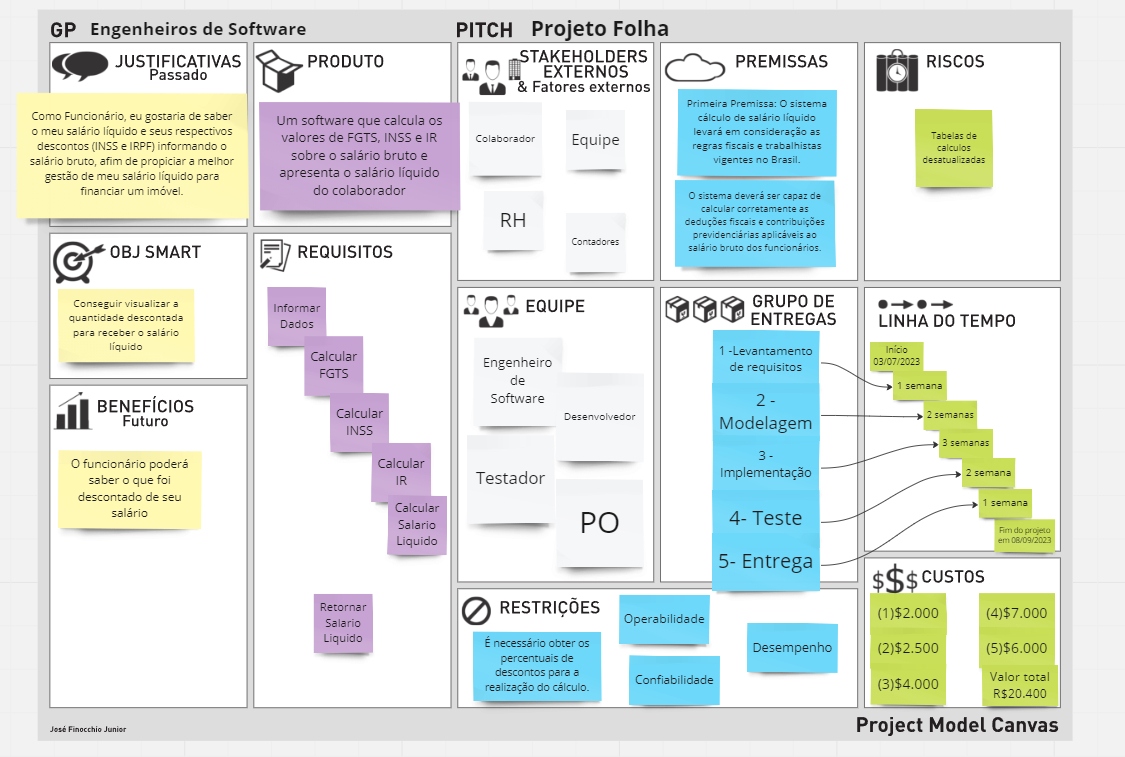 GP Engenheiros de Software
PITCH Projeto Folha
JUSTIFICATIVAS
Passado
Como Funcionário, eu gostaria de saber
o meu salário líquido e seus respectivos
descontos (INSS e IRPF) informando o
salário bruto, afim de propiciar a melhor
gestão de meu salário líquido para
financiar um imóvel.
OBJ SMART
Conseguir visualizar a
quantidade descontada
para receber o salário
líquido
BENEFÍCIOS
Futuro
O funcionário poderá
saber o que foi
descontado de seu
salário
PRODUTO
Um software que calcula os
valores de FGTS, INSS e IR
sobre o salário bruto e
apresenta o salário líquido
do colaborador
REQUISITOS
Informar
Dados
Calcular
FGTS
Calcular
INSS
Calcular
IR
Calcular
Salario
Liquido
Retornar
Salario
Liquido
STAKEHOLDERS
EXTERNOS
& Fatores externos
Colaborador
Equipe
RH
Contadores
EQUIPE
Engenheiro
de
Software
Desenvolvedor
Testador
PO
PREMISSAS
Primeira Premissa: O sistema
cálculo de salário líquido
levará em consideração as
regras fiscais e trabalhistas
vigentes no Brasil.
O sistema deverá ser capaz de
calcular corretamente as
deduções fiscais e contribuições
previdenciárias aplicáveis ao
salário bruto dos funcionários.
GRUPO DE
ENTREGAS
1 -Levantamento
de requisitos
2 -
Modelagem
3 -
Implementação
4- Teste
5- Entrega
RESTRIÇÕES
É necessário obter os
percentuais de
descontos para a
realização do cálculo.
Operabilidade
Confiabilidade
Desempenho
RISCOS
Tabelas de
calculos
desatualizadas
LINHA DO TEMPO
Início
03/07/2023
1 semana
2 semanas
3 semanas
2 semana
1 semana
Fim do projeto
em 08/09/2023
$$$ CUSTOS
(1)$2.000
(2)$2.500
(3)$4.000
(4)$7.000
(5)$6.000
Valor total
R$20.400
José Finocchio Junior
Project Model Canvas